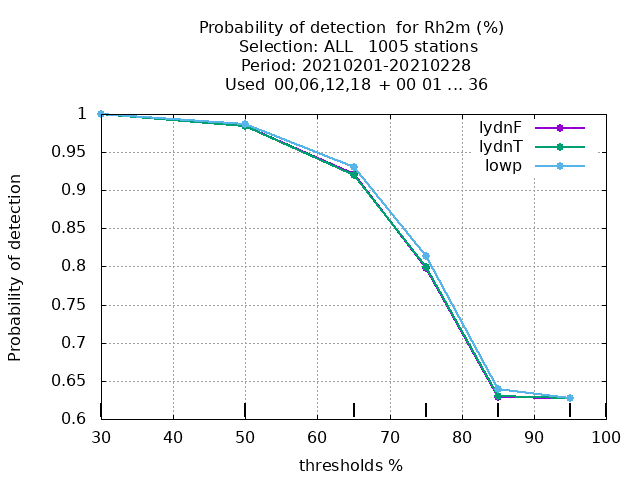 Probability of detection  for Rh2m (%)
Selection: ALL   1005 stations
Period: 20210201-20210228
Used  00,06,12,18  + 00 01 ... 36
lydnF
lydnT
lowp
1
0.95
0.9
0.85
0.8
0.75
0.7
0.65
0.6
Probability of detection
30 40 50 60 70 80 90 100
thresholds %